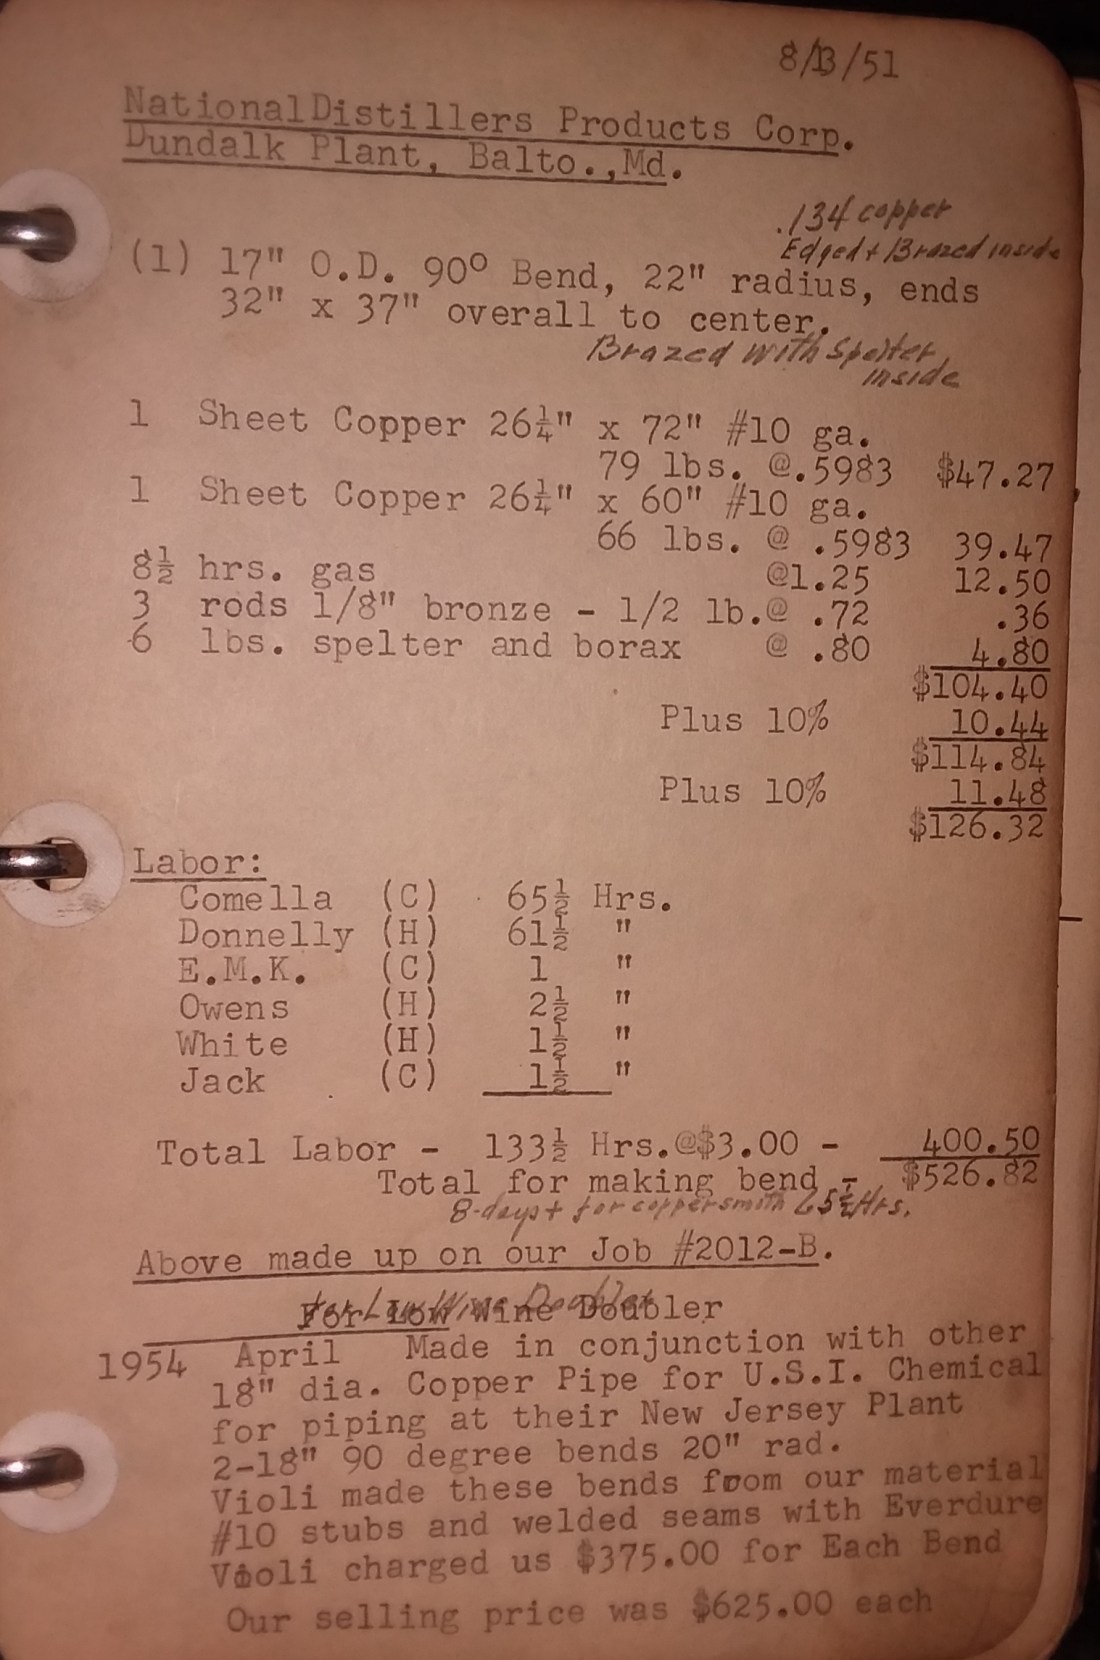 8/13/51
National Distillers Products Corp.
Dundalk Plant, Balto.,Md.
.134 copper
Edged + Brazed inside
(1) 17" O.D. 90° Bend, 22" radius, ends
32" x 37" overall to center.
Brazed with Spelter
inside
1 Sheet Copper 26¼" x 72" #10 ga.
79 lbs. @.5983 $47.27
1 Sheet Copper 26¼" x 60" #10 ga.
66 lbs. @ .5983 39.47
8½ hrs. gas @1.25 12.50
3 rods 1/8" bronze - 1/2 lb.@ .72 .36
6 lbs. spelter and borax @ .80 4.80
$104.40
Plus 10% 10.44
$114.84
Plus 10% 11.48
$126.32
Labor:
Comella (C) 65½ Hrs.
Donnelly (H) 61½ "
E.M.K. (C) 1 "
Owens (H) 2½ "
White (H) 1½ "
Jack (C) 1½ "
Total Labor - 133½ Hrs.@$3.00 - 400.50
Total for making bend - $526.82
8-days + for coppersmith 65½ Hrs.
Above made up on our Job #2012-B.
for Low Wine Doubler
For Low Wine Doubler
1954 April Made in conjunction with other
18" dia. Copper Pipe for U.S.I. Chemical
for piping at their New Jersey Plant
2-18" 90 degree bends 20" rad.
Violi made these bends from our material
#10 stubs and welded seams with Everdure
Violi charged us $375.00 for Each Bend
Our selling price was $625.00 each